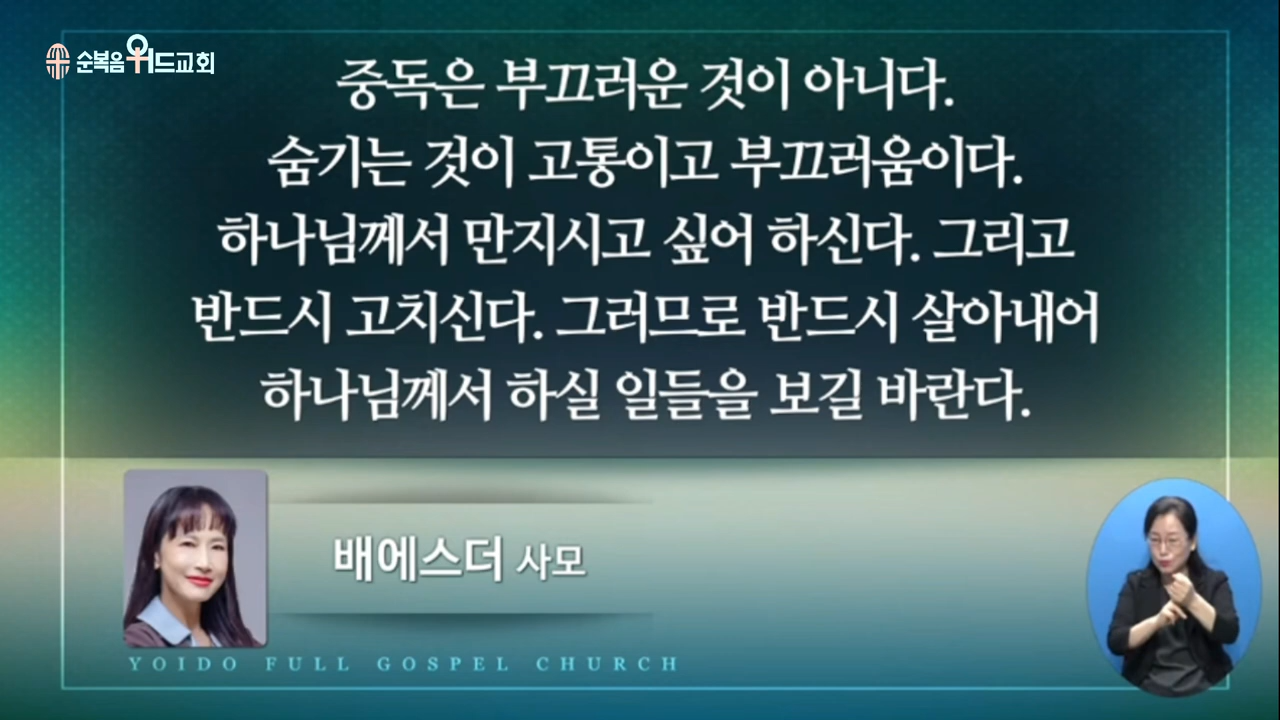 순복음위드교회
중독은 부끄러운 것이 아니다.
숨기는 것이 고통이고 부끄러움이다.
하나님께서 만지시고 싶어 하신다. 그리고
반드시 고치신다. 그러므로 반드시 살아내어
하나님께서 하실 일들을 보길 바란다.
배에스더 사모
YOIDO FULL GOSPEL CHURCH